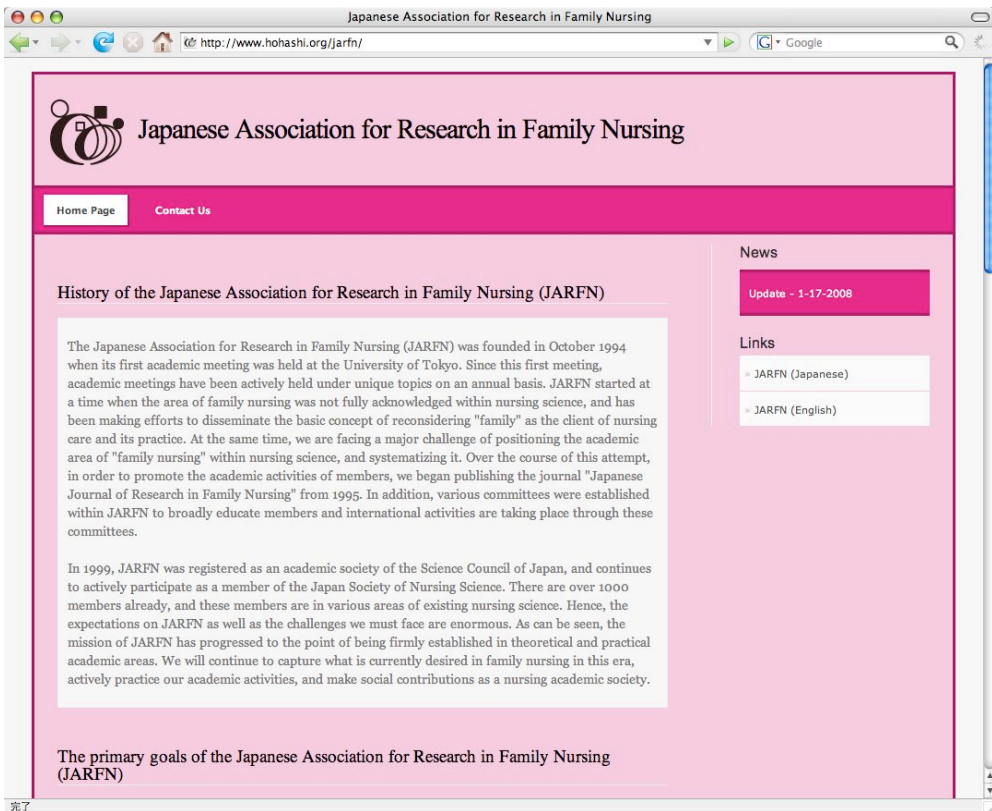 Japanese Association for Research in Family Nursing
http://www.hohashi.org/jarfn/
G
Google
Japanese Association for Research in Family Nursing
Home Page
Contact Us
History of the Japanese Association for Research in Family Nursing (JARFN)
The Japanese Association for Research in Family Nursing (JARFN) was founded in October 1994
when its first academic meeting was held at the University of Tokyo. Since this first meeting,
academic meetings have been actively held under unique topics on an annual basis. JARFN started at
a time when the area of family nursing was not fully acknowledged within nursing science, and has
been making efforts to disseminate the basic concept of reconsidering "family" as the client of nursing
care and its practice. At the same time, we are facing a major challenge of positioning the academic
area of "family nursing" within nursing science, and systematizing it. Over the course of this attempt,
in order to promote the academic activities of members, we began publishing the journal "Japanese
Journal of Research in Family Nursing" from 1995. In addition, various committees were established
within JARFN to broadly educate members and international activities are taking place through these
committees.
In 1999, JARFN was registered as an academic society of the Science Council of Japan, and continues
to actively participate as a member of the Japan Society of Nursing Science. There are over 1000
members already, and these members are in various areas of existing nursing science. Hence, the
expectations on JARFN as well as the challenges we must face are enormous. As can be seen, the
mission of JARFN has progressed to the point of being firmly established in theoretical and practical
academic areas. We will continue to capture what is currently desired in family nursing in this era,
actively practice our academic activities, and make social contributions as a nursing academic society.
The primary goals of the Japanese Association for Research in Family Nursing
(JARFN)
News
Update - 1-17-2008
Links
» JARFN (Japanese)
» JARFN (English)
完了